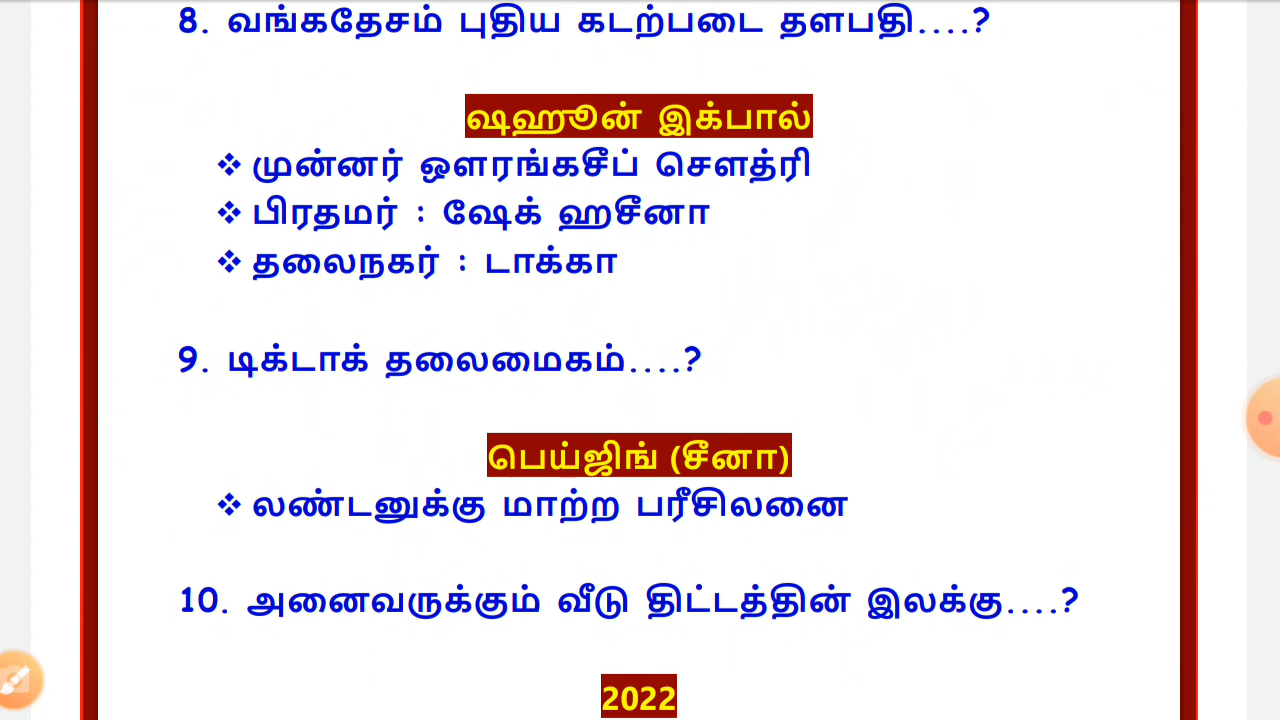 8. வங்கதேசம் புதிய கடற்படை தளபதி....?
ஷஹூன் இக்பால்
❖ முன்னர் ஔரங்கசீப் சௌத்ரி
❖ பிரதமர் : ஷேக் ஹசீனா
❖ தலைநகர் : டாக்கா
9. டிக்டாக் தலைமைகம்....?
பெய்ஜிங் (சீனா)
❖ லண்டனுக்கு மாற்ற பரீசிலனை
10. அனைவருக்கும் வீடு திட்டத்தின் இலக்கு....?
2022